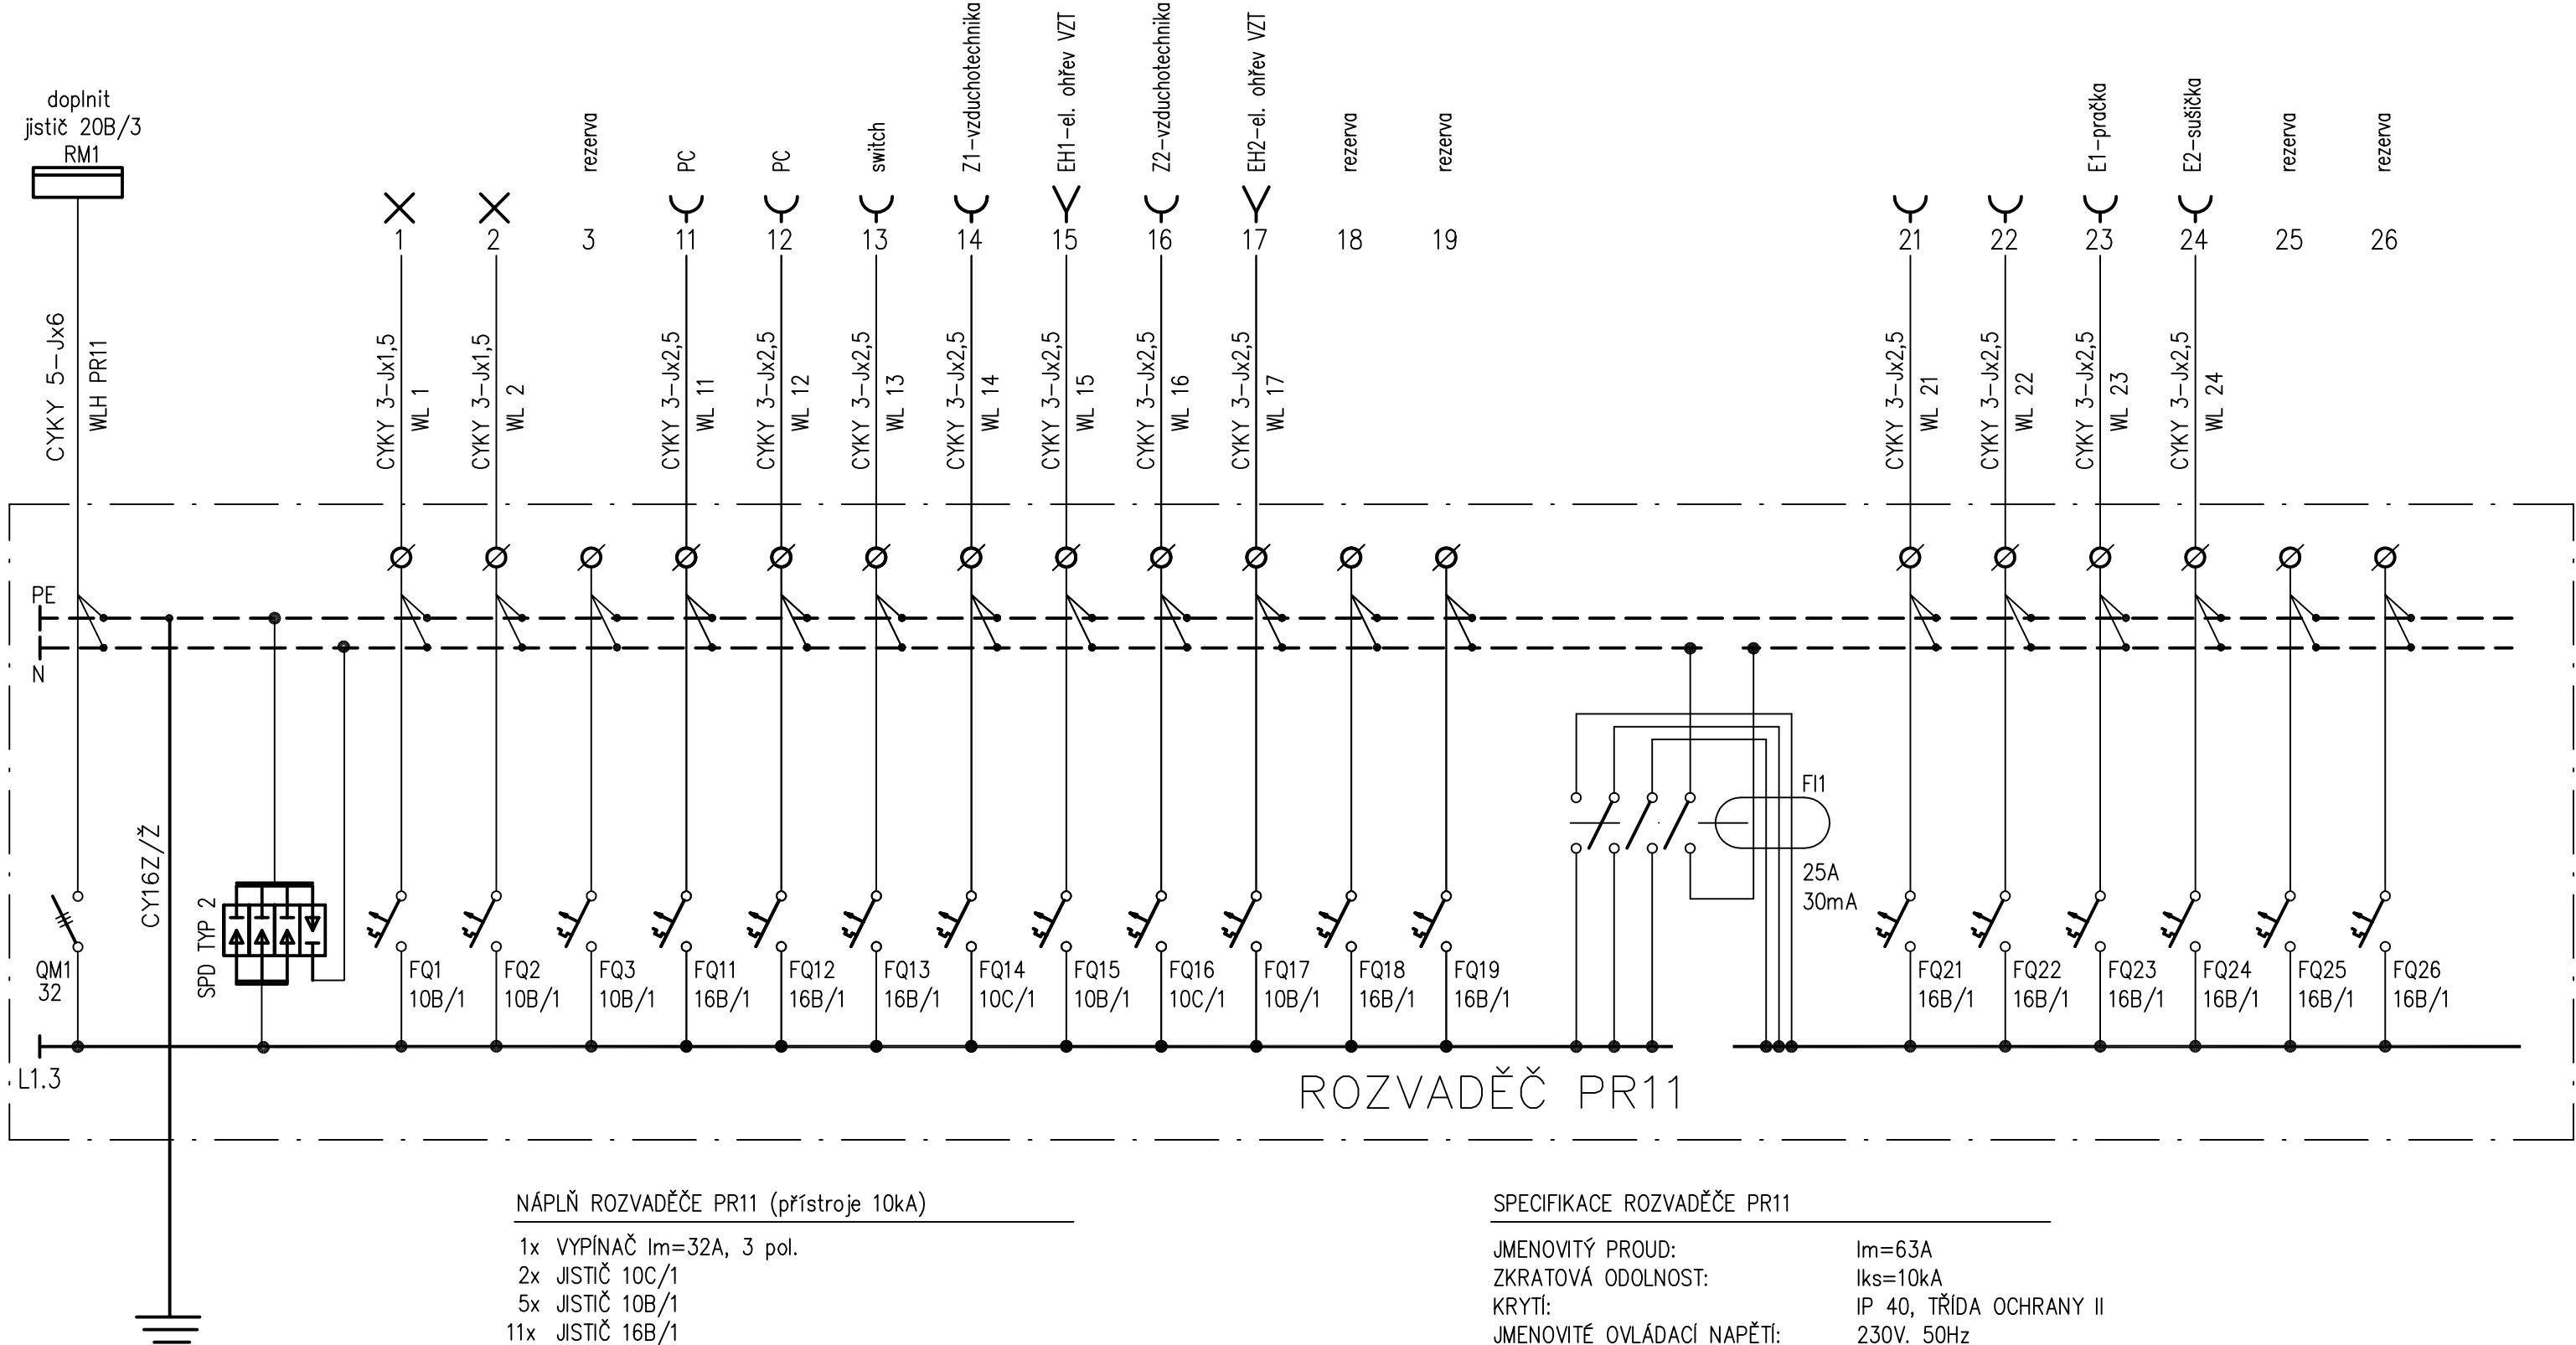 doplnit
jistič 20B/3
RM1
rezerva
PC
PC
switch
Z1-vzduchotechnika
EH1-el. ohřev VZT
Z2-vzduchotechnika
EH2-el. ohřev VZT
rezerva
rezerva
E1-pračka
E2-sušička
rezerva
rezerva
1 2 3 11 12 13 14 15 16 17 18 19 21 22 23 24 25 26
CYKY 5-Jx6
WLH PR11
CYKY 3-Jx1,5
WL 1
CYKY 3-Jx1,5
WL 2
CYKY 3-Jx2,5
WL 11
CYKY 3-Jx2,5
WL 12
CYKY 3-Jx2,5
WL 13
CYKY 3-Jx2,5
WL 14
CYKY 3-Jx2,5
WL 15
CYKY 3-Jx2,5
WL 16
CYKY 3-Jx2,5
WL 17
CYKY 3-Jx2,5
WL 21
CYKY 3-Jx2,5
WL 22
CYKY 3-Jx2,5
WL 23
CYKY 3-Jx2,5
WL 24
PE
N
CY16Z/Ž
SPD TYP 2
FI1
25A
30mA
QM1
32
FQ1
10B/1
FQ2
10B/1
FQ3
10B/1
FQ11
16B/1
FQ12
16B/1
FQ13
16B/1
FQ14
10C/1
FQ15
10B/1
FQ16
10C/1
FQ17
10B/1
FQ18
16B/1
FQ19
16B/1
FQ21
16B/1
FQ22
16B/1
FQ23
16B/1
FQ24
16B/1
FQ25
16B/1
FQ26
16B/1
L1.3
ROZVADĚČ PR11
NÁPLŇ ROZVADĚČE PR11 (přístroje 10kA)
1x VYPÍNAČ Im=32A, 3 pol.
2x JISTIČ 10C/1
5x JISTIČ 10B/1
11x JISTIČ 16B/1
SPECIFIKACE ROZVADĚČE PR11
JMENOVITÝ PROUD: Im=63A
ZKRATOVÁ ODOLNOST: Iks=10kA
KRYTÍ: IP 40, TŘÍDA OCHRANY II
JMENOVITÉ OVLÁDACÍ NAPĚTÍ: 230V. 50Hz